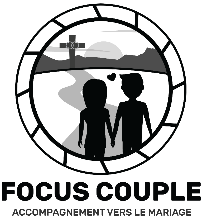 FOCUS COUPLE
ACCOMPAGNEMENT VERS LE MARIAGE